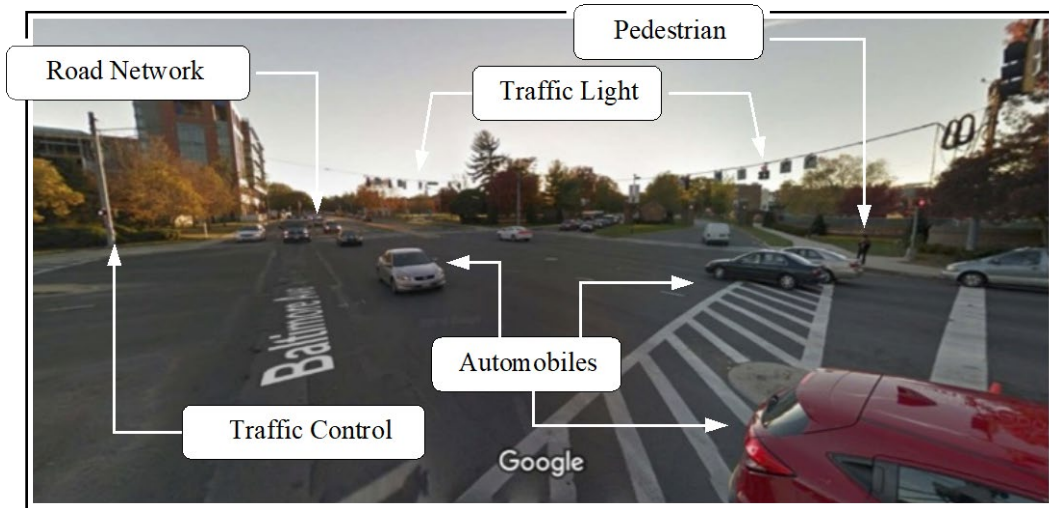 Pedestrian
Road Network
Traffic Light
Automobiles
Baltimore Ave
Traffic Control
Google